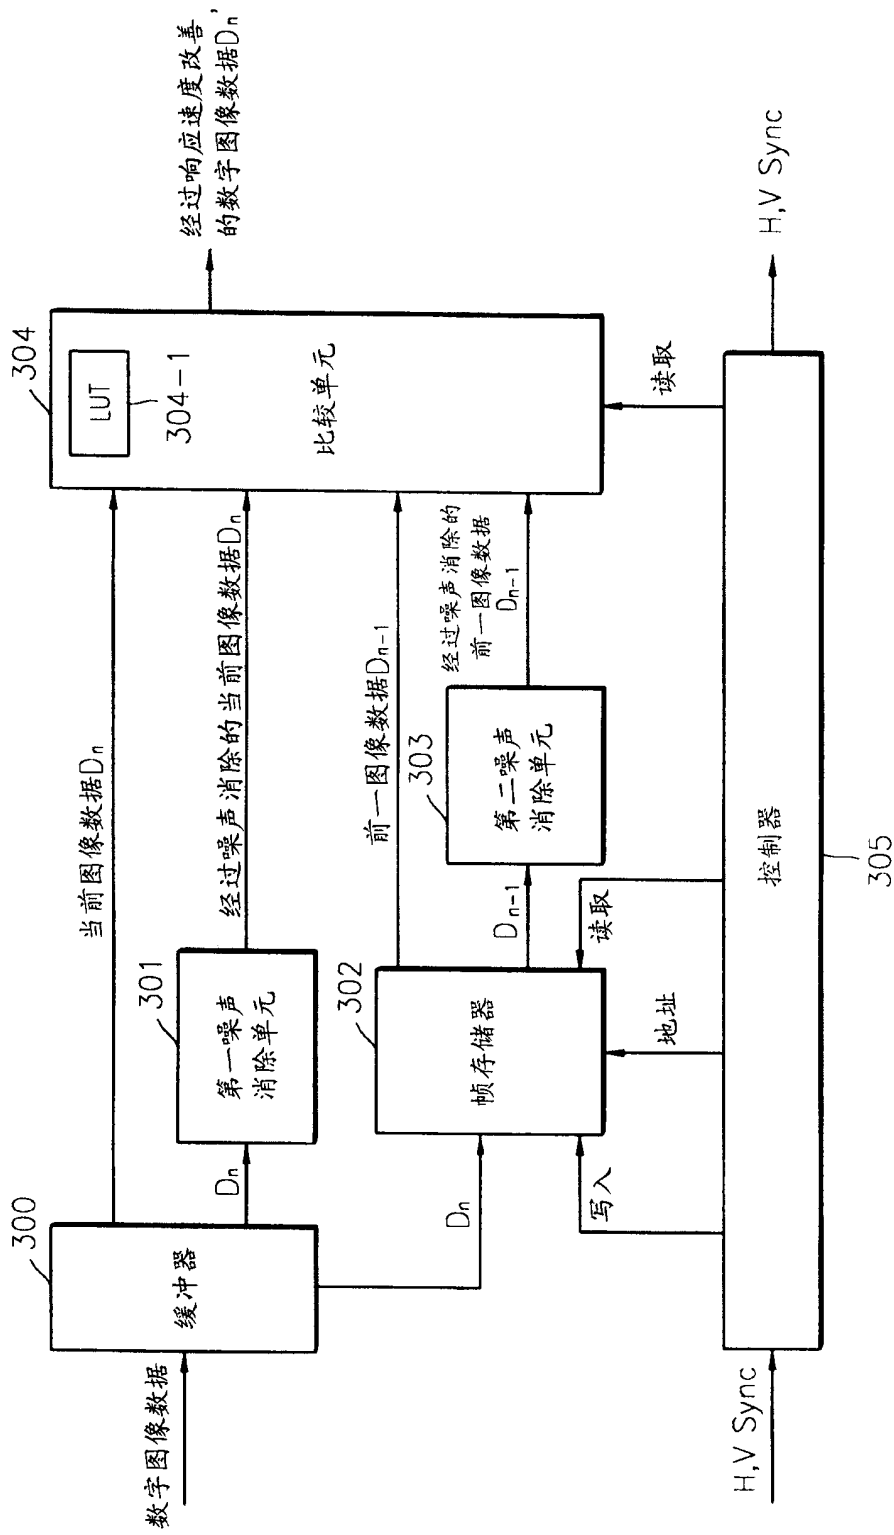 数字图像数据
300
缓冲器
当前图像数据Dn
Dn
301
第一噪声
消除单元
经过噪声消除的当前图像数据Dn
Dn
302
帧存储器
前一图像数据Dn-1
Dn-1
303
第二噪声
消除单元
经过噪声消除的
前一图像数据
Dn-1
304
LUT
304-1
比较单元
经过响应速度改善,
的数字图像数据Dn'
写入
地址
读取
读取
H,V Sync
控制器
305
H,V Sync